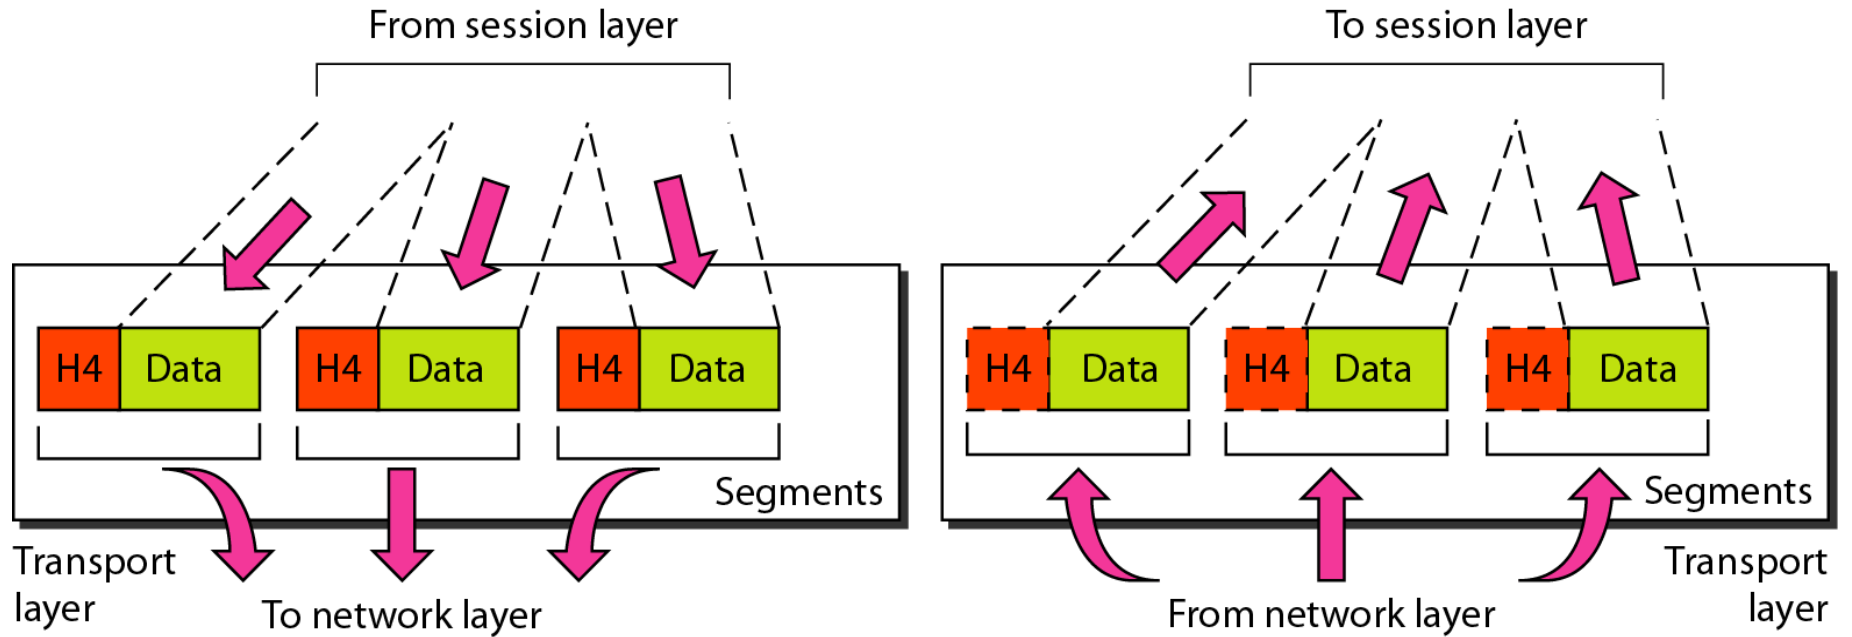 From session layer
H4 Data H4 Data H4 Data
Segments
Transport
layer
To network layer
To session layer
H4 Data H4 Data H4 Data
Segments
From network layer
Transport
layer